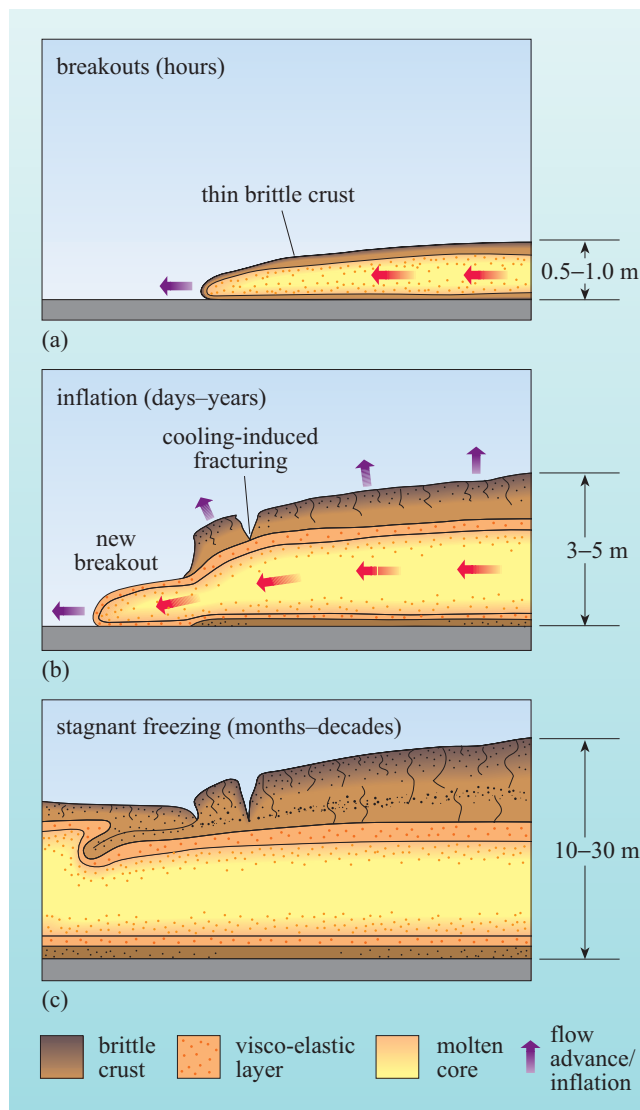 breakouts (hours)
thin brittle crust
0.5–1.0 m
(a)
inflation (days–years)
cooling-induced
fracturing
new
breakout
3–5 m
(b)
stagnant freezing (months–decades)
10–30 m
(c)
brittle
crust
visco-elastic
layer
molten
core
flow
advance/
inflation